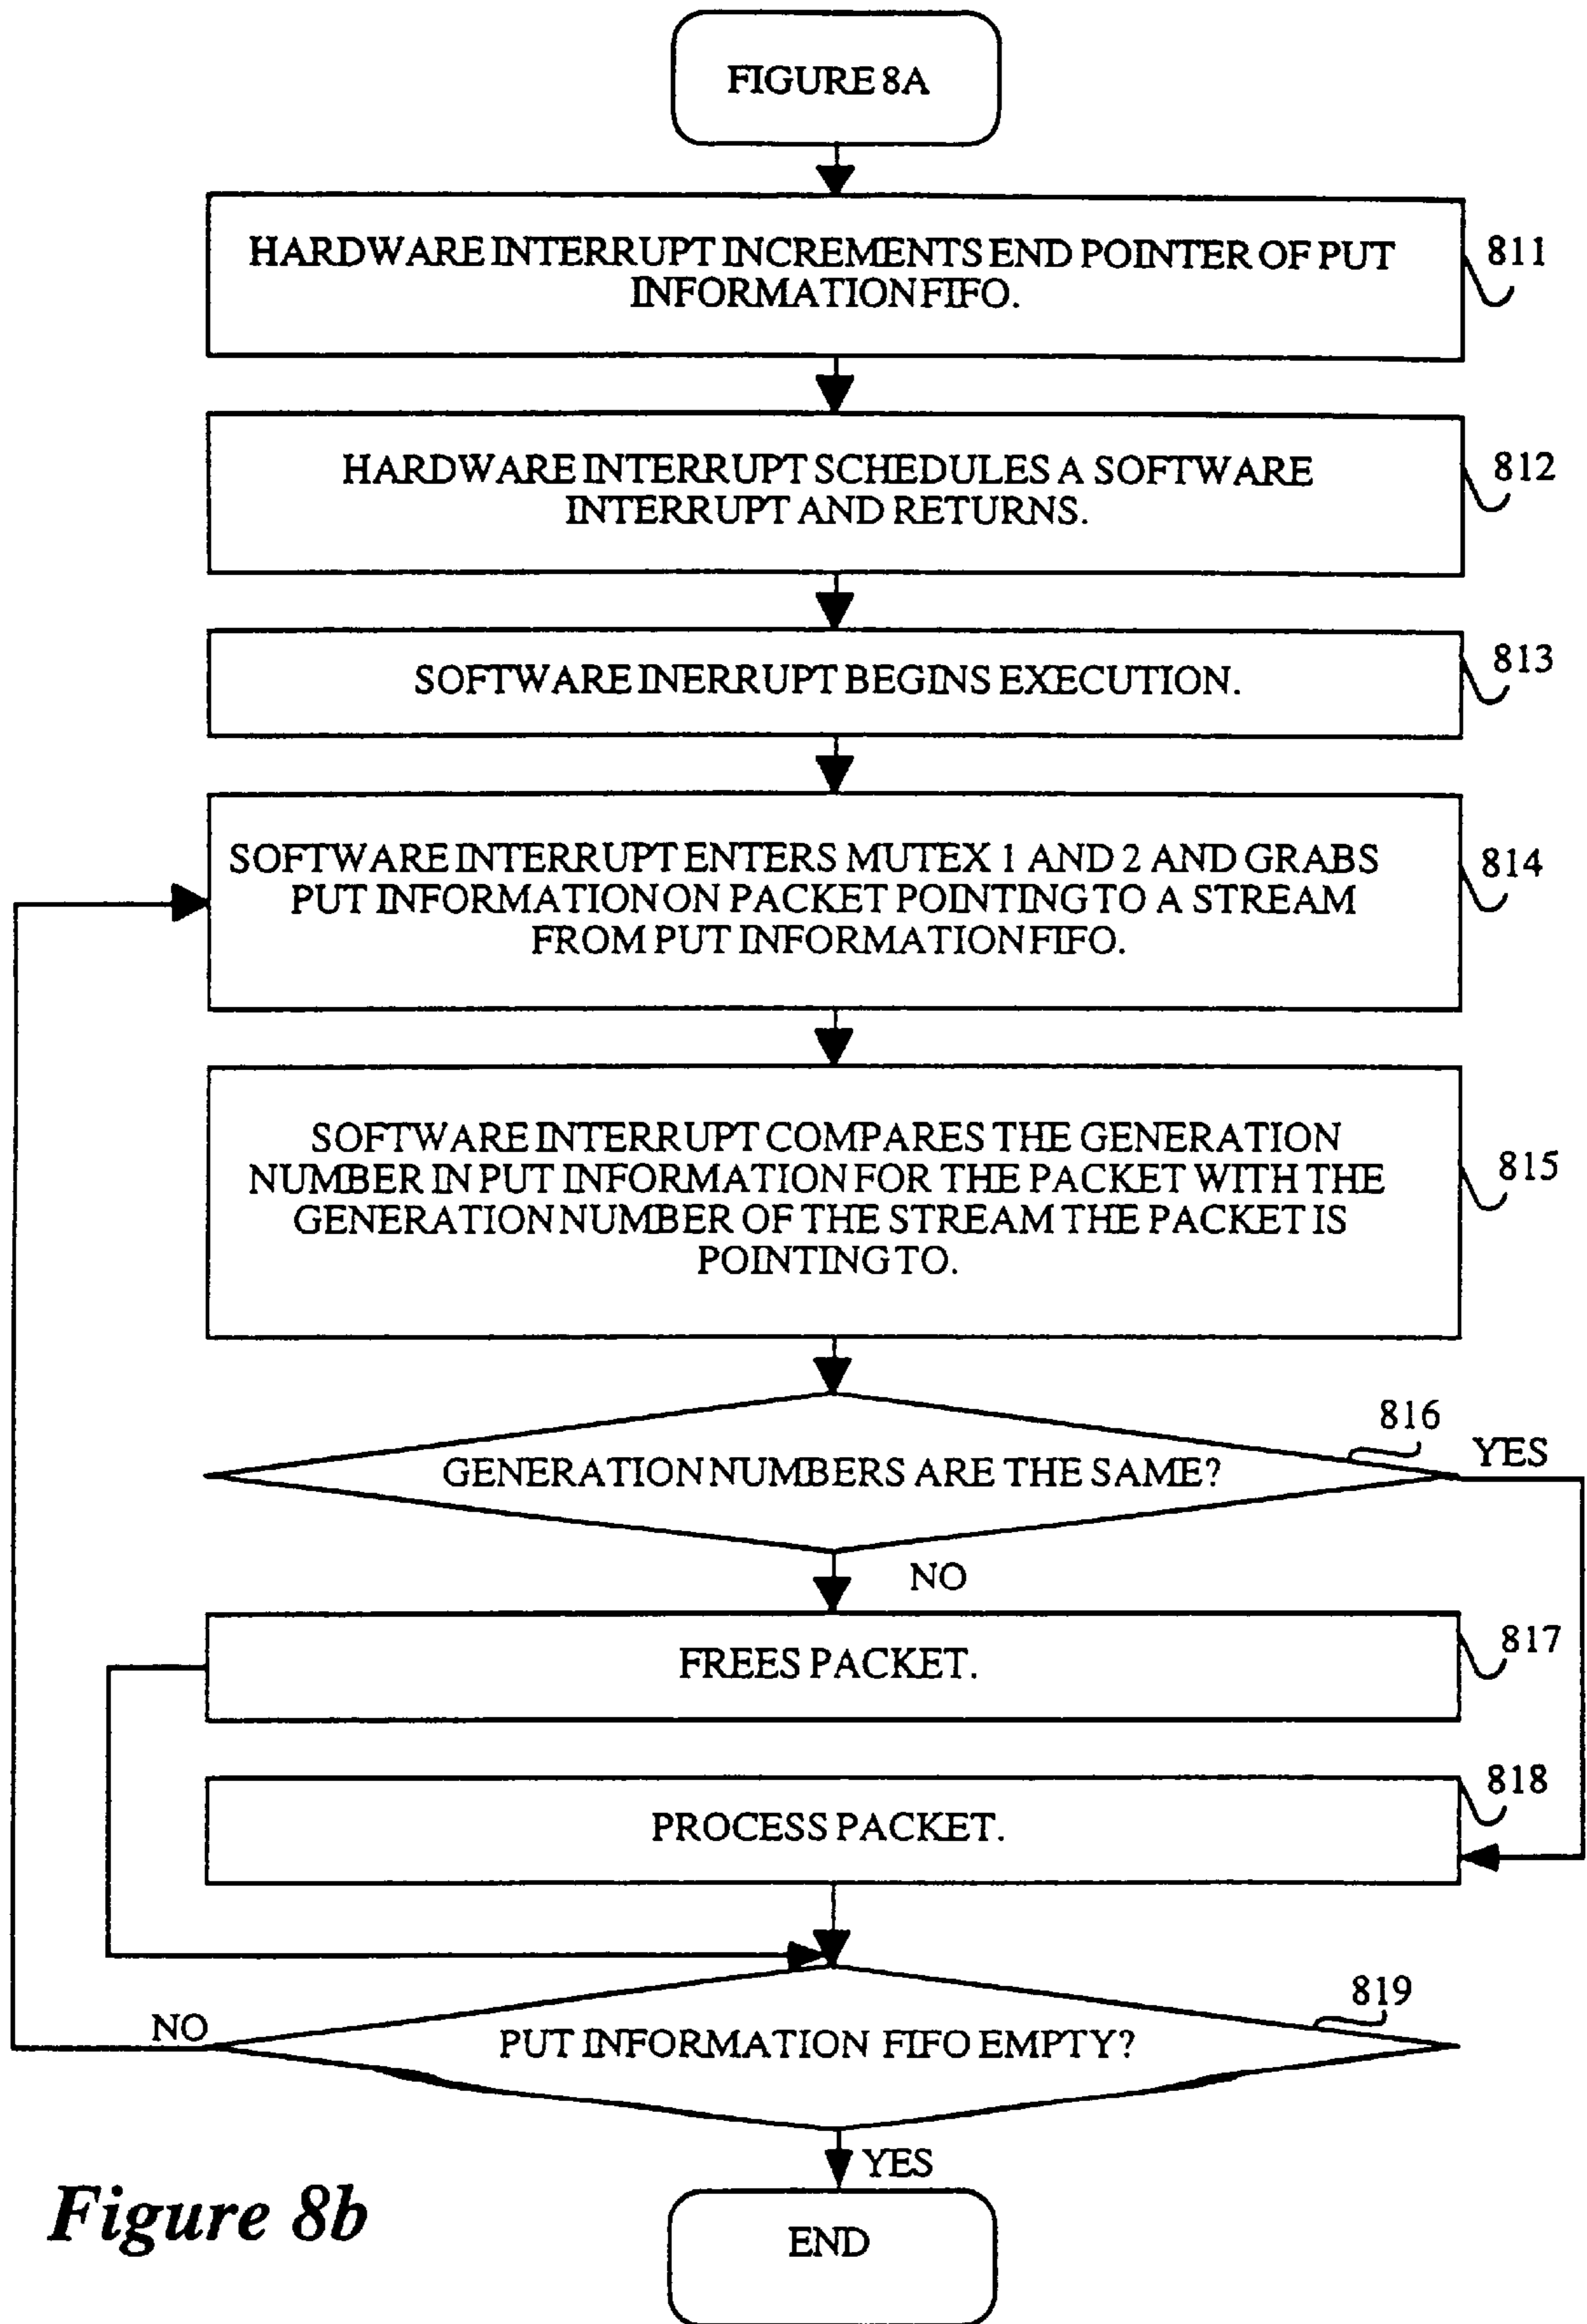 FIGURE 8A
HARDWARE INTERRUPT INCREMENTS END POINTER OF PUT
INFORMATION FIFO.
811
HARDWARE INTERRUPT SCHEDULES A SOFTWARE
INTERRUPT AND RETURNS.
812
SOFTWARE INERRUPT BEGINS EXECUTION.
813
SOFTWARE INTERRUPT ENTERS MUTEX 1 AND 2 AND GRABS
PUT INFORMATION ON PACKET POINTING TO A STREAM
FROM PUT INFORMATION FIFO.
814
SOFTWARE INTERRUPT COMPARES THE GENERATION
NUMBER IN PUT INFORMATION FOR THE PACKET WITH THE
GENERATION NUMBER OF THE STREAM THE PACKET IS
POINTING TO.
815
816
YES
GENERATION NUMBERS ARE THE SAME?
NO
FREES PACKET.
817
PROCESS PACKET.
818
819
NO
PUT INFORMATION FIFO EMPTY?
YES
END
Figure 8b